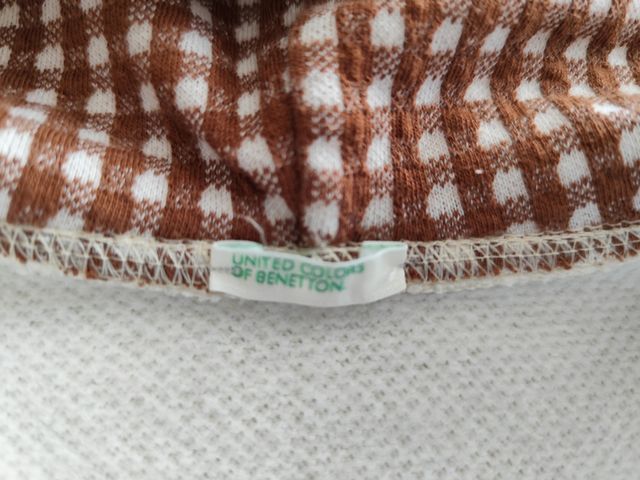 UNITED COLORS
OF BENETTON.